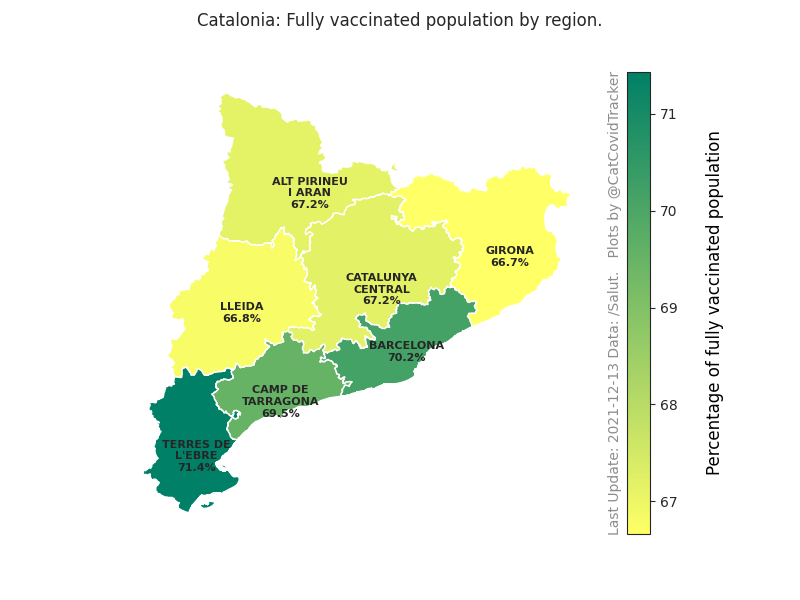 Catalonia: Fully vaccinated population by region.
ALT PIRINEU
I ARAN
67.2%
GIRONA
66.7%
CATALUNYA
CENTRAL
67.2%
LLEIDA
66.8%
BARCELONA
70.2%
CAMP DE
TARRAGONA
69.5%
TERRES DE
L'EBRE
71.4%
Last Update: 2021-12-13 Data: /Salut.   Plots by @CatCovidTracker
71
70
69
68
67
Percentage of fully vaccinated population